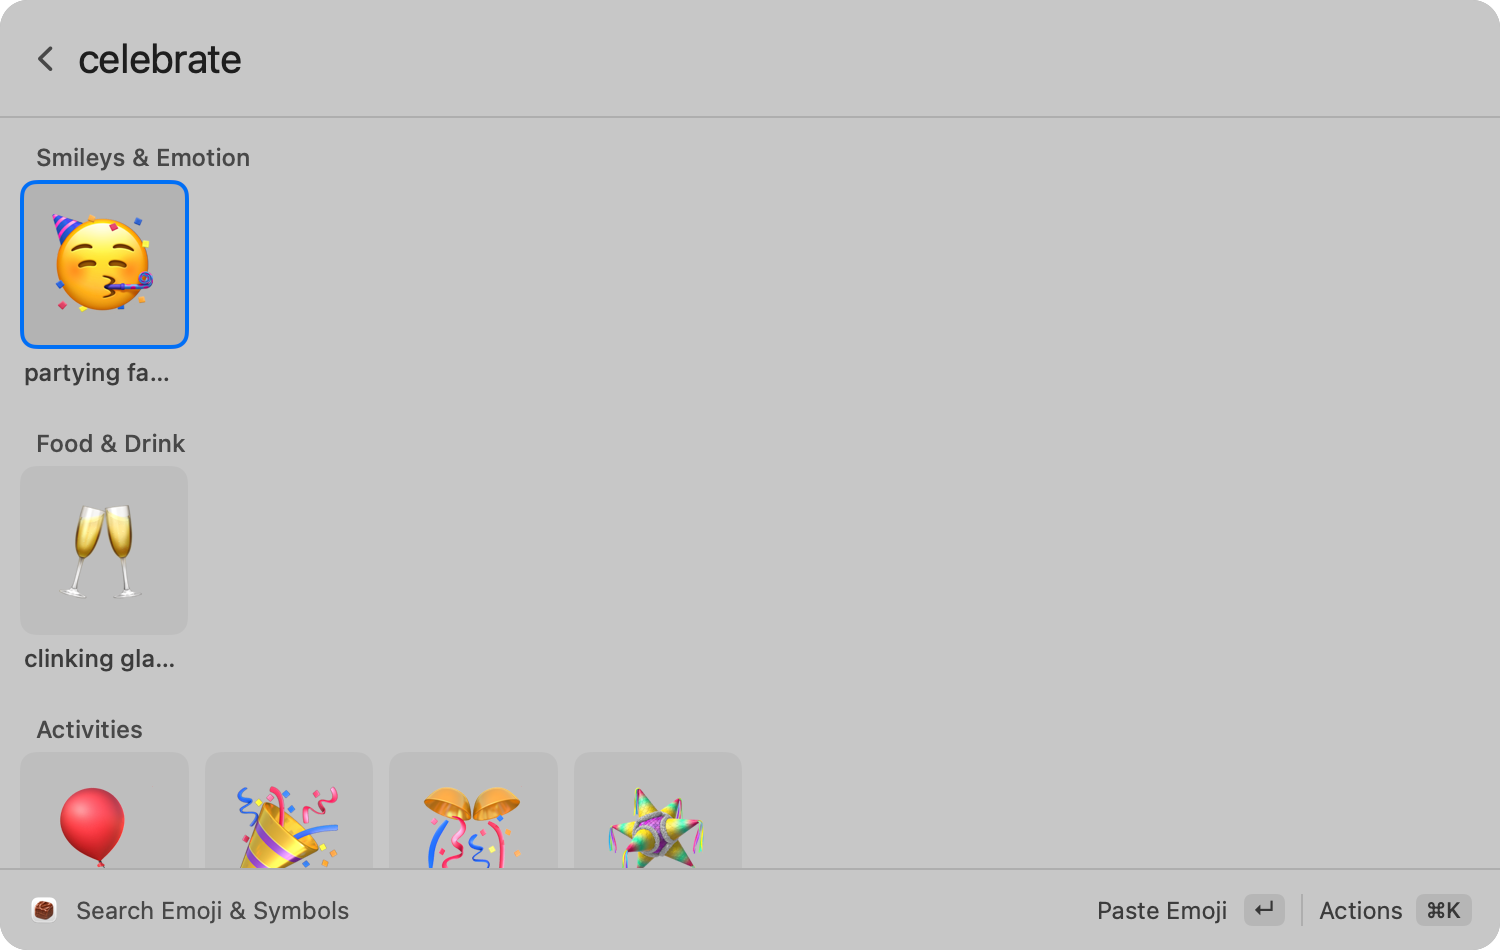 celebrate
Smileys & Emotion
partying fa...
Food & Drink
clinking gla...
Activities
Search Emoji & Symbols
Paste Emoji ↵
Actions ⌘K